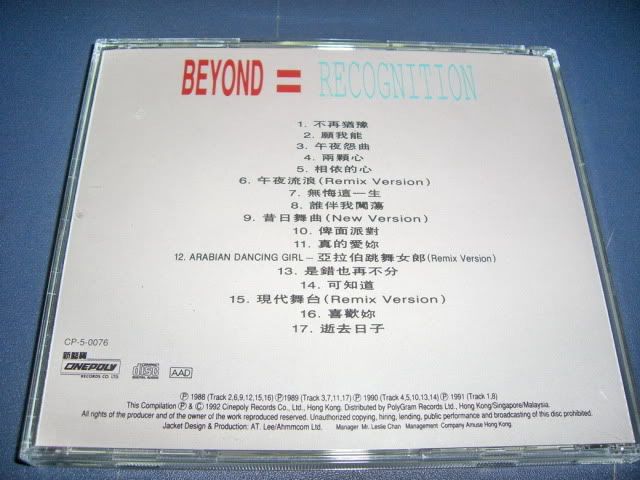 BEYOND = RECOGNITION
1. 不再猶豫
2. 願我能
3. 午夜怨曲
4. 兩顆心
5. 相依的心
6. 午夜流浪(Remix Version)
7. 無悔這一生
8. 誰伴我闖蕩
9. 昔日舞曲(New Version)
10. 俾面派對
11. 真的愛妳
12. ARABIAN DANCING GIRL – 亞拉伯跳舞女郎(Remix Version)
13. 是錯也再不分
14. 可知道
15. 現代舞台(Remix Version)
16. 喜歡妳
17. 逝去日子
CP-5-0076
新藝寶
CINEPOLY
RECORDS CO. LTD.
COMPACT
disc
DIGITAL AUDIO
AAD
Ⓟ 1988 (Track 2,6,9,12,15,16) Ⓟ1989 (Track 3,7,11,17) Ⓟ 1990 (Track 4,5,10,13,14) Ⓟ 1991 (Track 1,8)
This Compilation Ⓟ & © 1992 Cinepoly Records Co., Ltd., Hong Kong. Distributed by PolyGram Records Ltd., Hong Kong/Singapore/Malaysia.
All rights of the producer and of the owner of the work reproduced reserved. Unauthorized copying, hiring, lending, public performance and broadcasting of this disc prohibited.
Jacket Design & Production: AT. Lee/Ahmmcom Ltd. Manager Mr. Leslie Chan Management Company Amuse Hong Kong.